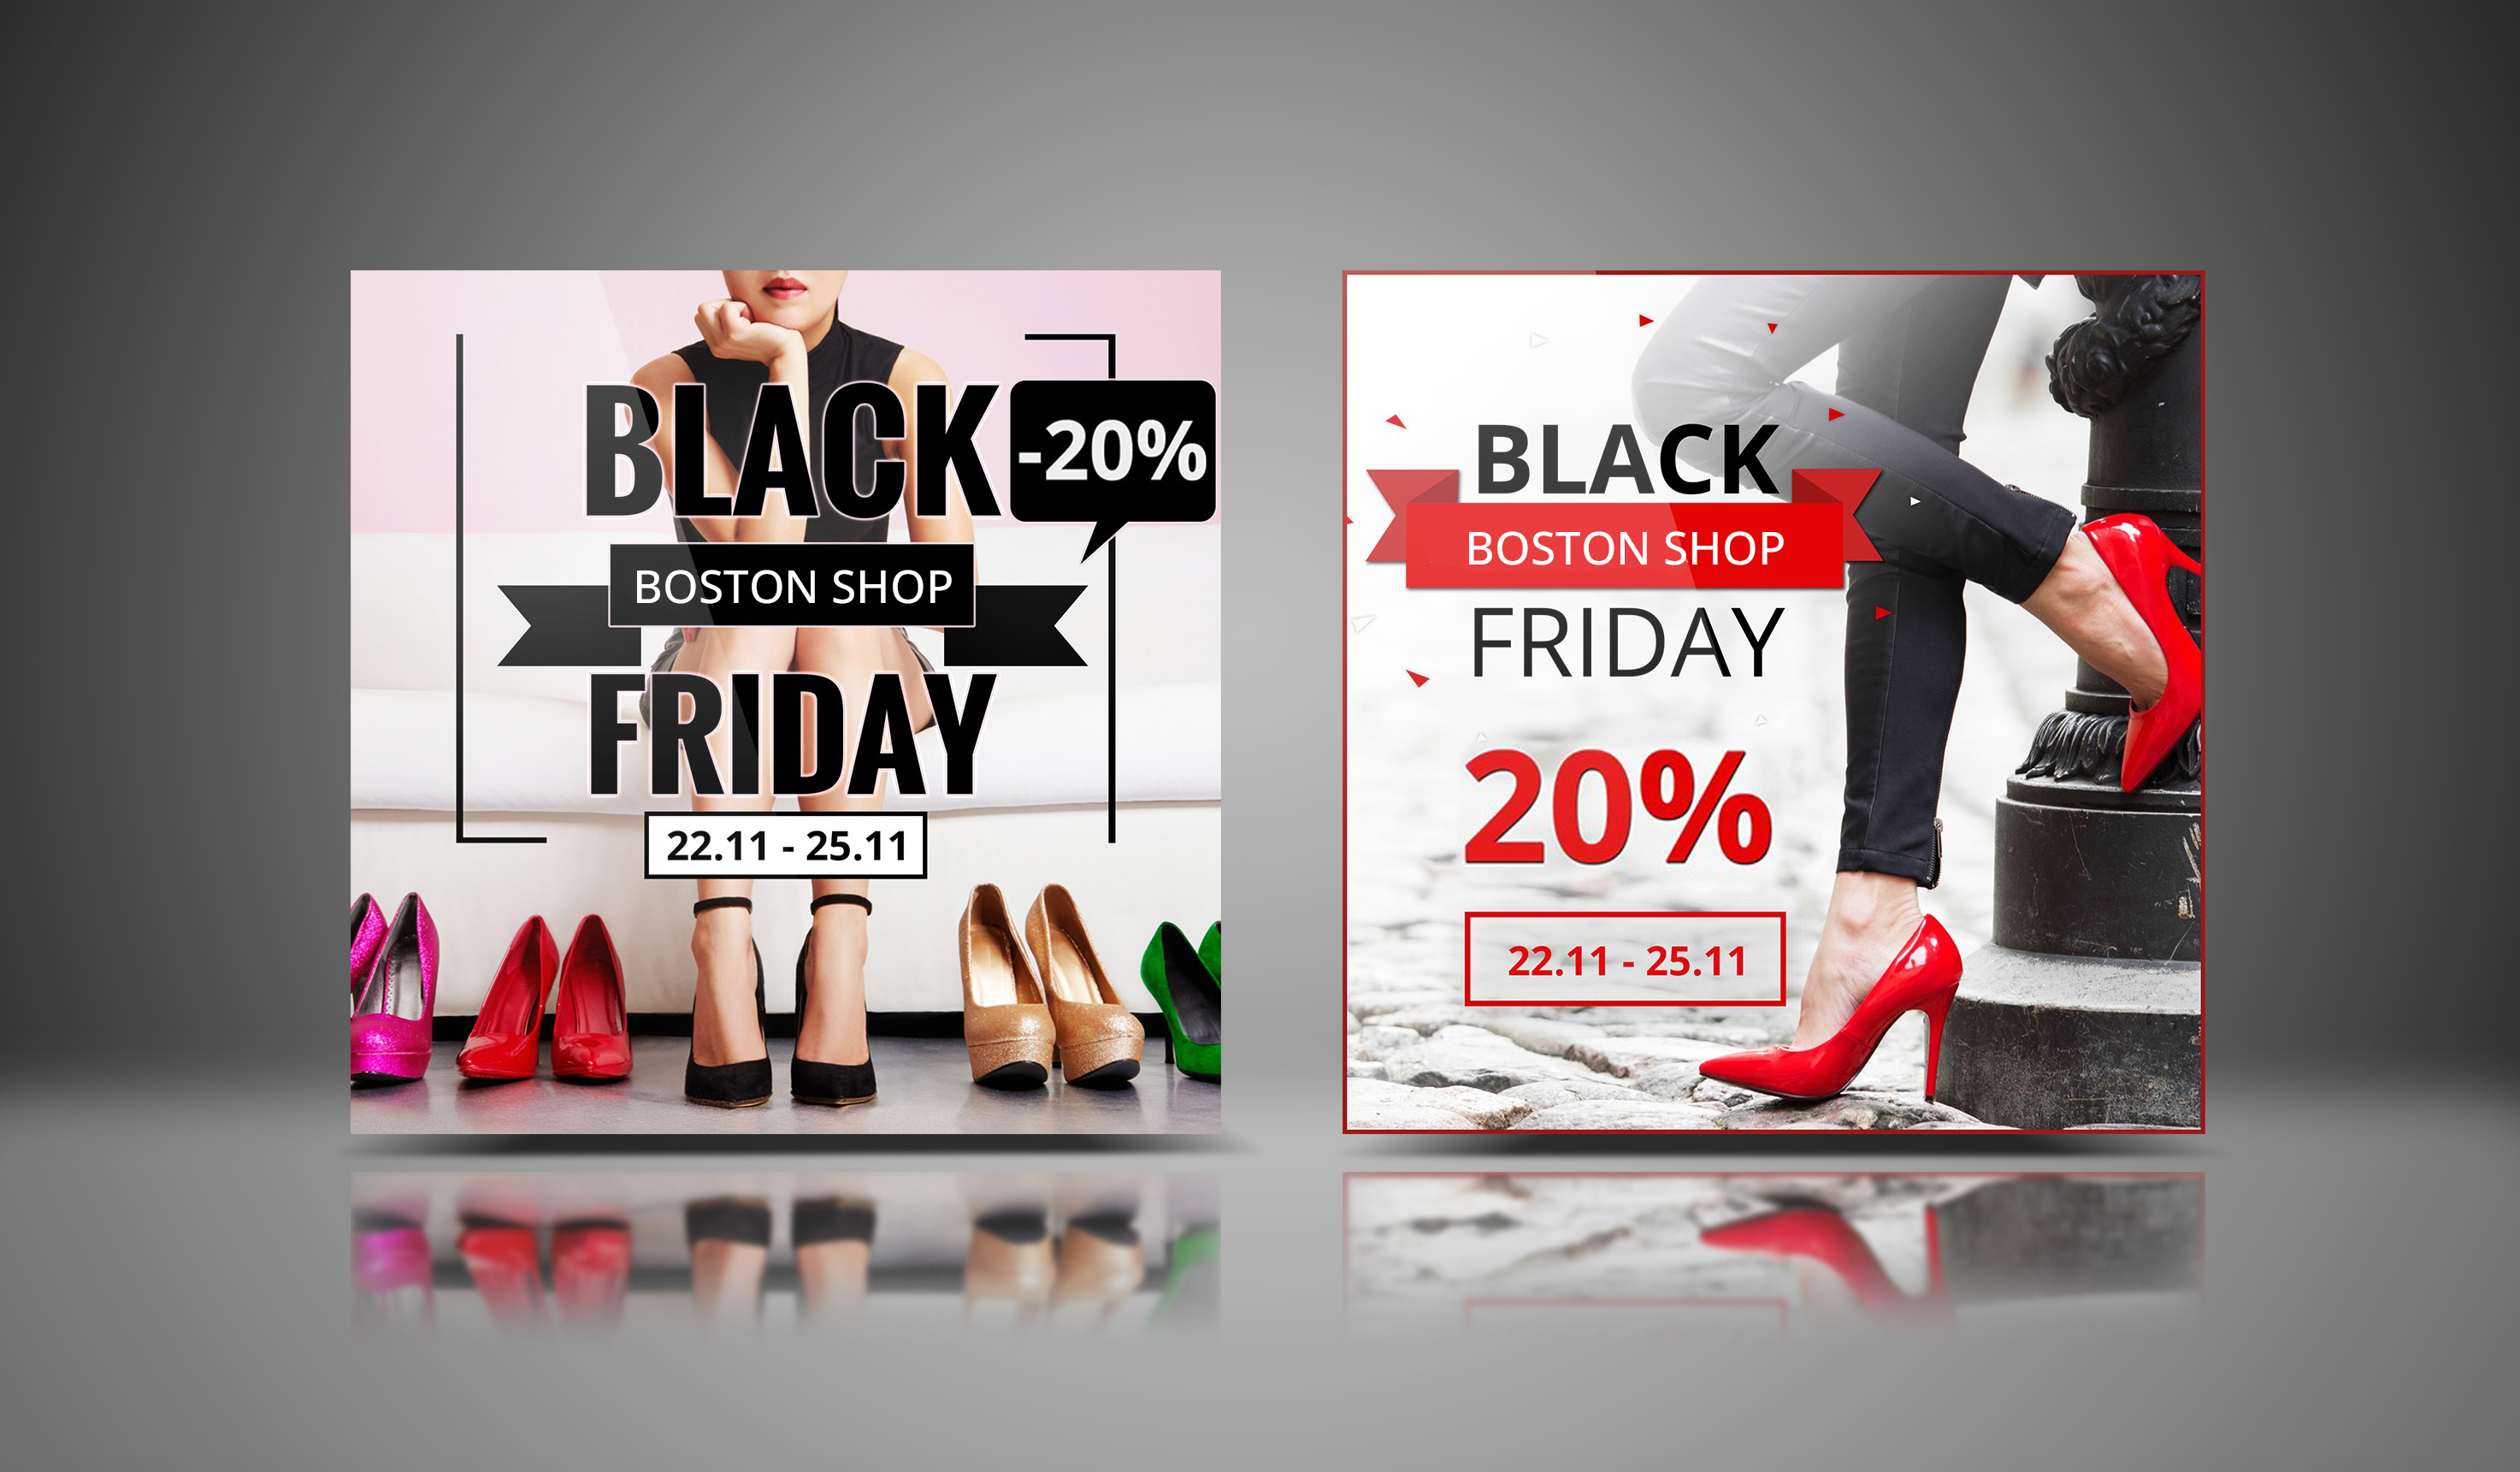 BLACK
-20%
BOSTON SHOP
FRIDAY
22.11 - 25.11
BLACK
BOSTON SHOP
FRIDAY
20%
22.11 - 25.11